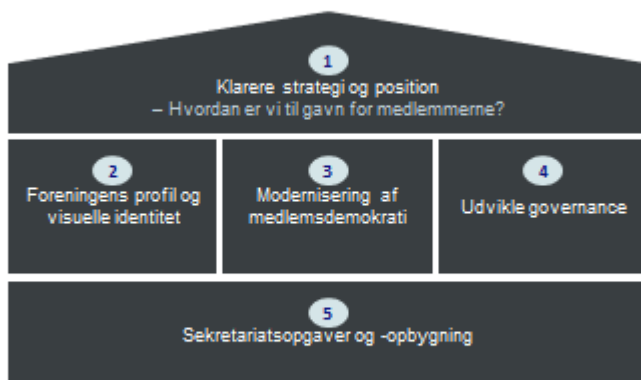 1
Klarere strategi og position
– Hvordan er vi til gavn for medlemmerne?
2
Foreningens profil og
visuelle identitet
3
Modernisering af
medlemsdemokrati
4
Udvikle governance
5
Sekretariatsopgaver og -opbygning